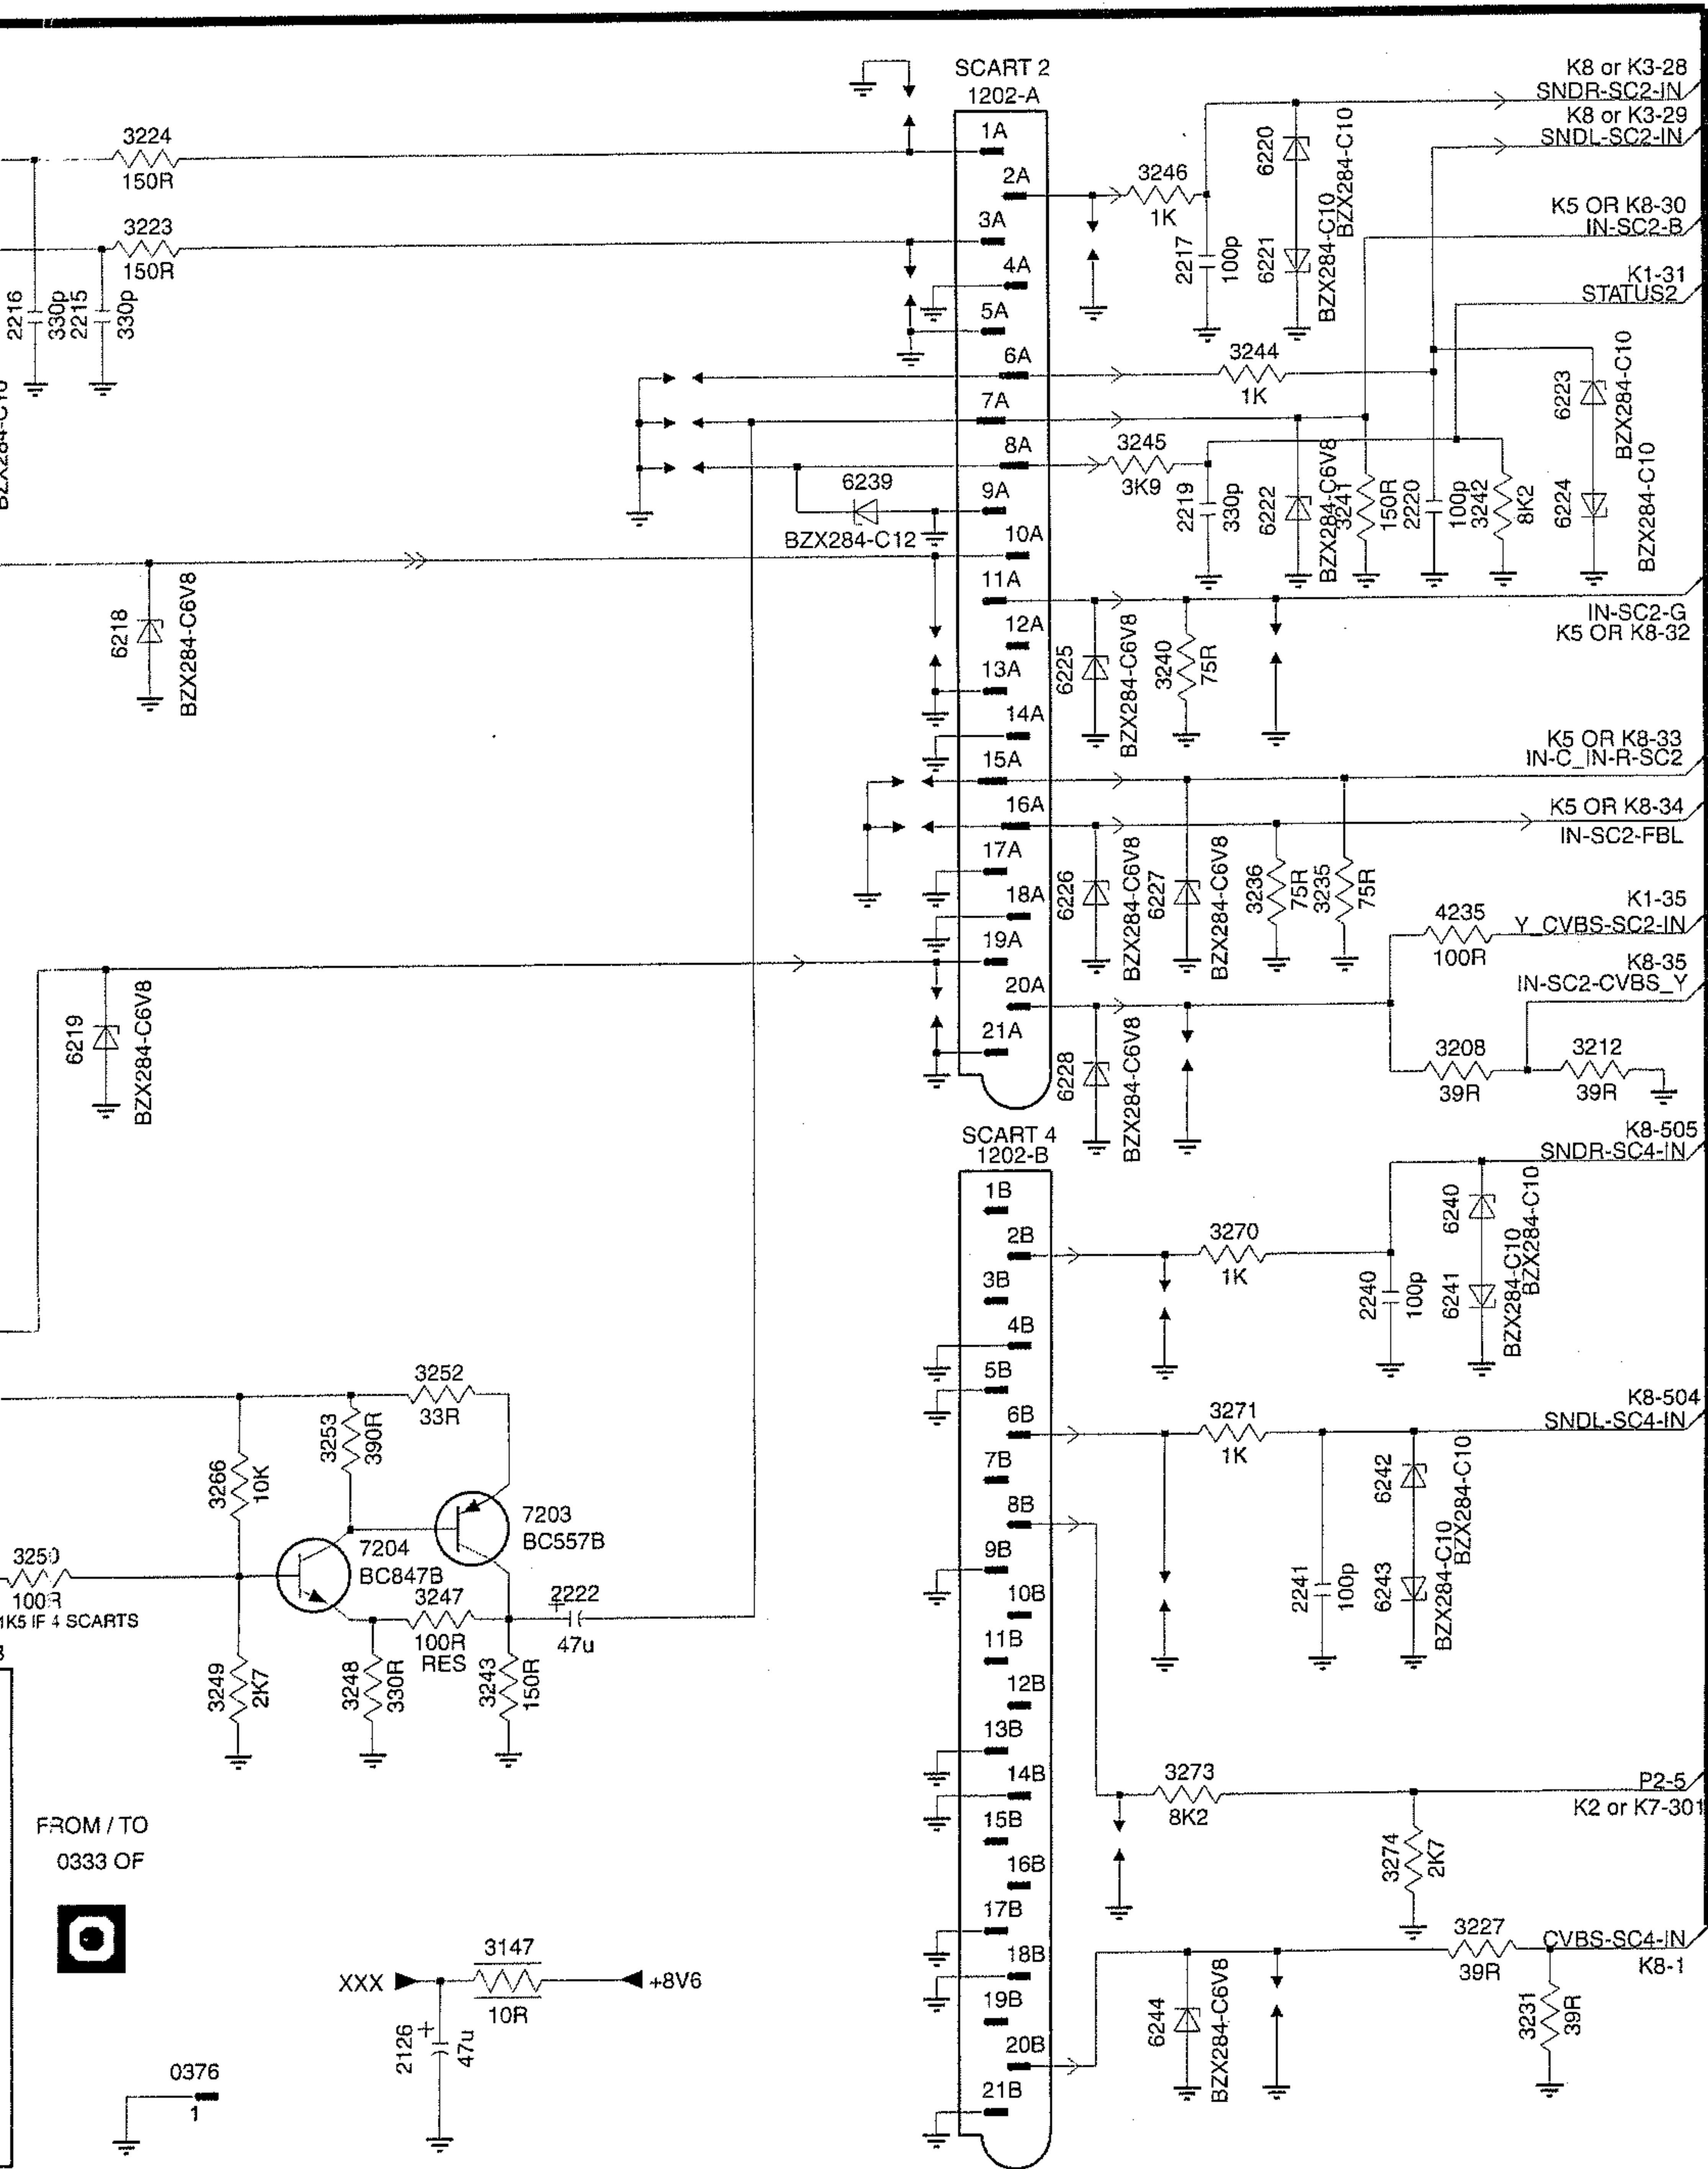 SCART 2
1202-A
1A
2A
3A
4A
5A
6A
7A
8A
9A
10A
11A
12A
13A
14A
15A
16A
17A
18A
19A
20A
21A
3224
150R
3223
150R
2216
330p
2215
330p
BZX284-C10
6239
BZX284-C12
6218
BZX284-C6V8
6219
BZX284-C6V8
3246
1K
2217
100p
6220
BZX284-C10
6221
BZX284-C10
K8 or K3-28
SNDR-SC2-IN
K8 or K3-29
SNDL-SC2-IN
K5 OR K8-30
IN-SC2-B
K1-31
STATUS2
3244
1K
3245
3K9
2219
330p
6222
BZX284-C6V8
3241
150R
2220
100p
3242
8K2
6223
BZX284-C10
6224
BZX284-C10
IN-SC2-G
K5 OR K8-32
6225
BZX284-C6V8
3240
75R
K5 OR K8-33
IN-C_IN-R-SC2
K5 OR K8-34
IN-SC2-FBL
6226
BZX284-C6V8
6227
BZX284-C6V8
3236
75R
3235
75R
K1-35
Y_CVBS-SC2-IN
4235
100R
K8-35
IN-SC2-CVBS_Y
6228
BZX284-C6V8
3208
39R
3212
39R
SCART 4
1202-B
1B
2B
3B
4B
5B
6B
7B
8B
9B
10B
11B
12B
13B
14B
15B
16B
17B
18B
19B
20B
21B
K8-505
SNDR-SC4-IN
3270
1K
2240
100p
6240
BZX284-C10
6241
BZX284-C10
K8-504
SNDL-SC4-IN
3271
1K
2241
100p
6242
BZX284-C10
6243
BZX284-C10
3273
8K2
P2-5
K2 or K7-301
3274
2K7
3227
39R
CVBS-SC4-IN
K8-1
6244
BZX284-C6V8
3231
39R
3252
33R
3253
390R
3266
10K
7203
BC557B
7204
BC847B
3250
100R
1K5 IF 4 SCARTS
3247
100R
RES
2222
+
47u
3249
2K7
3248
330R
3243
150R
FROM / TO
0333 OF
3147
XXX
+8V6
10R
2126
+
47u
0376
1